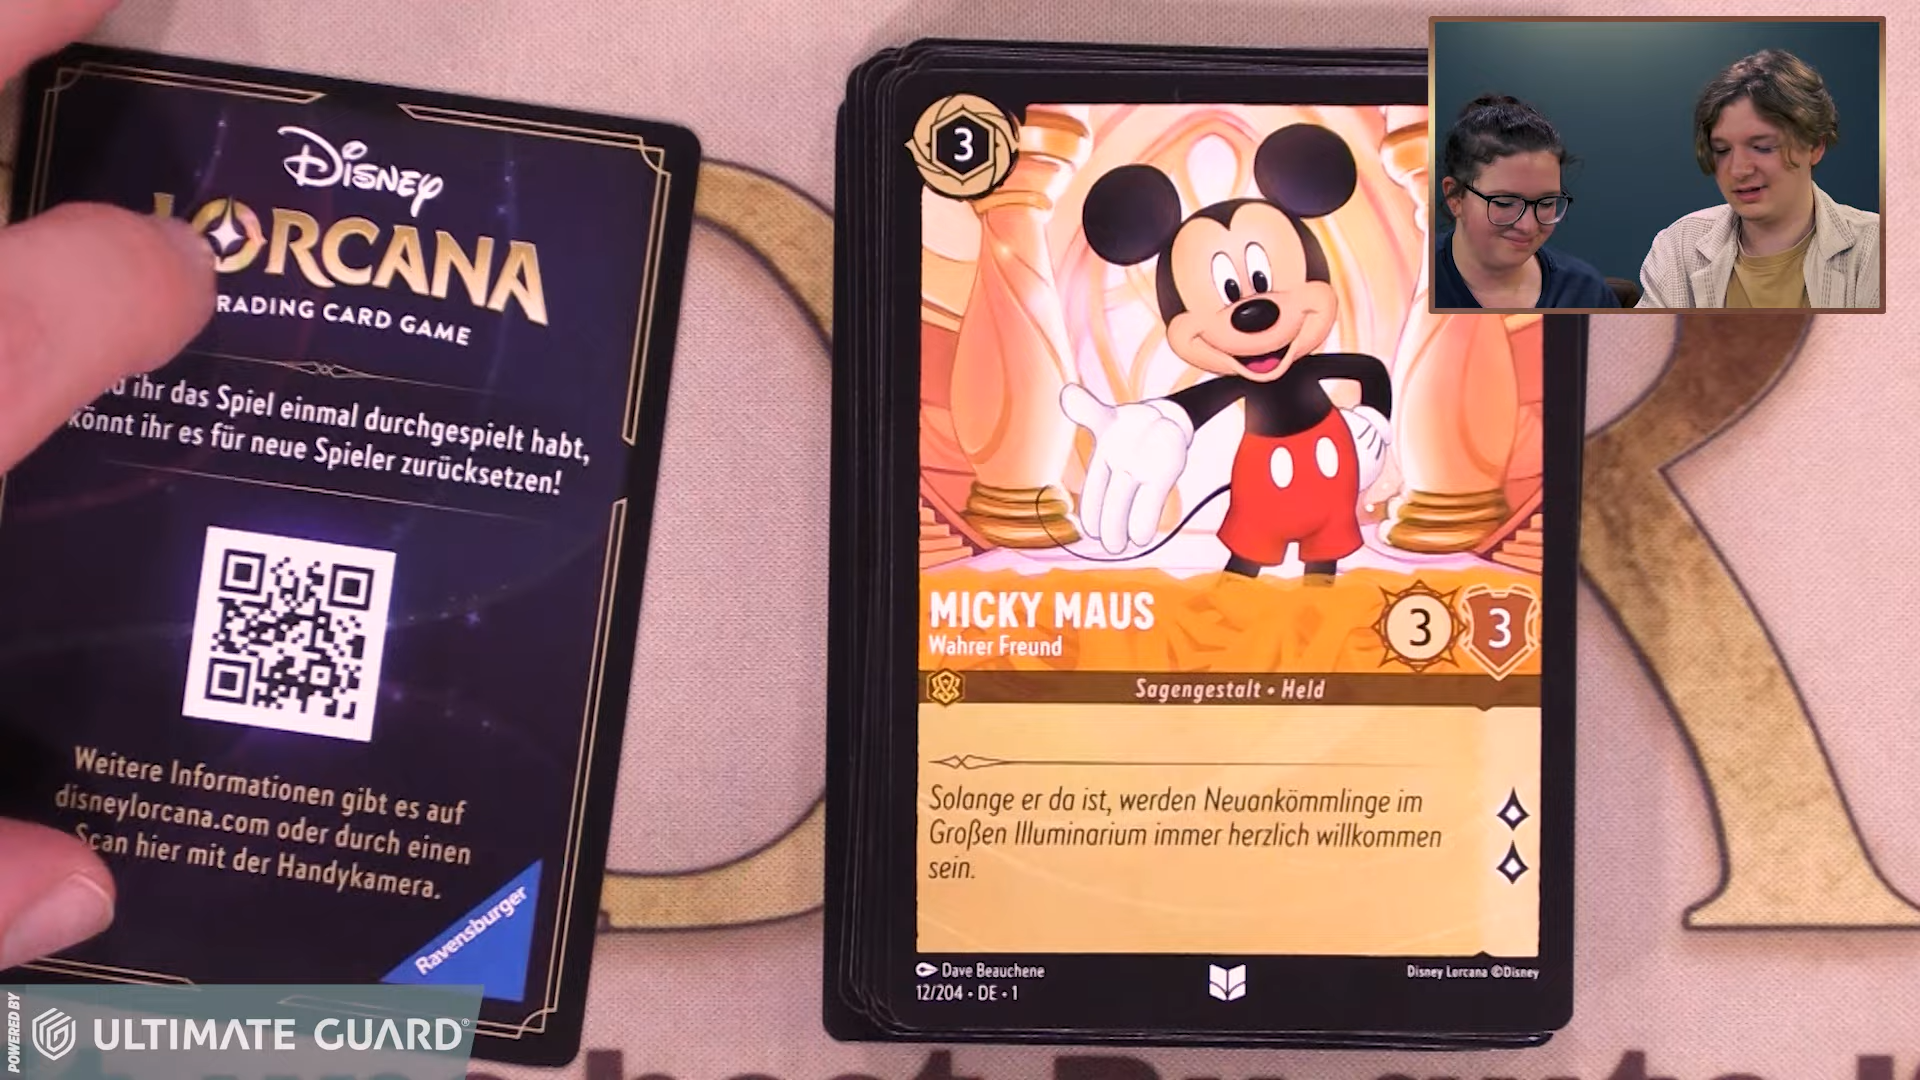 Disney
LORCANA
TRADING CARD GAME
ihr das Spiel einmal durchgespielt habt,
könnt ihr es für neue Spieler zurücksetzen!
Weitere Informationen gibt es auf
disneylorcana.com oder durch einen
Scan hier mit der Handykamera.
Ravensburger
3
MICKY MAUS
Wahrer Freund
3
3
Sagengestalt • Held
Solange er da ist, werden Neuankömmlinge im
Großen Illuminarium immer herzlich willkommen
sein.
Dave Beauchene
12/204 • DE • 1
Disney Lorcana ©Disney
POWERED BY
ULTIMATE GUARD®